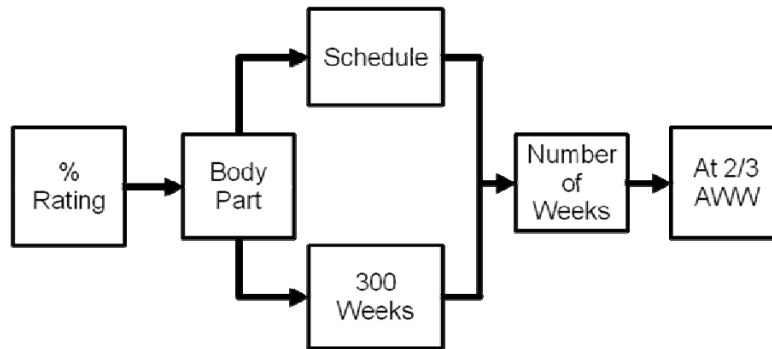 %
Rating
Body
Part
Schedule
300
Weeks
Number
of
Weeks
At 2/3
AWW